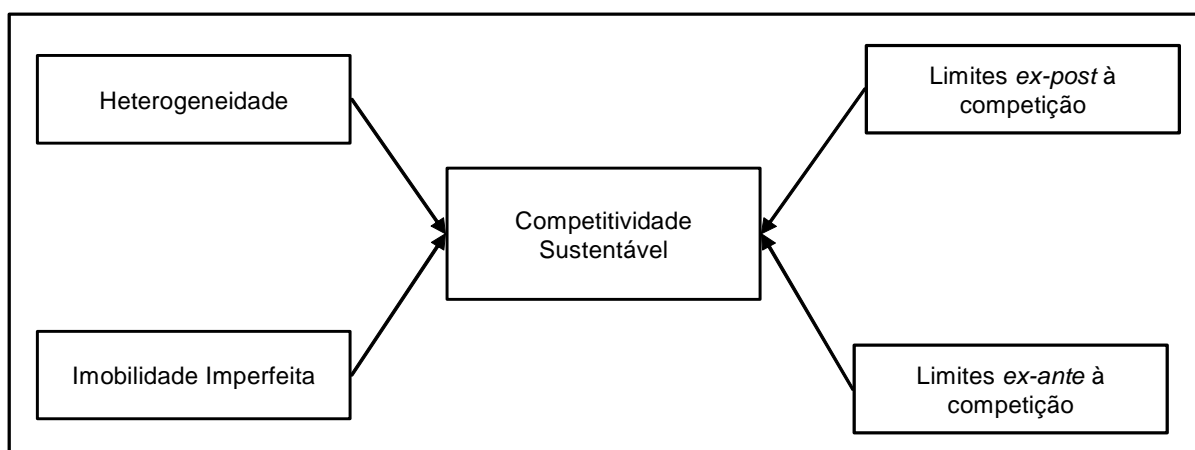 Heterogeneidade
Limites ex-post à
competição
Competitividade
Sustentável
Imobilidade Imperfeita
Limites ex-ante à
competição